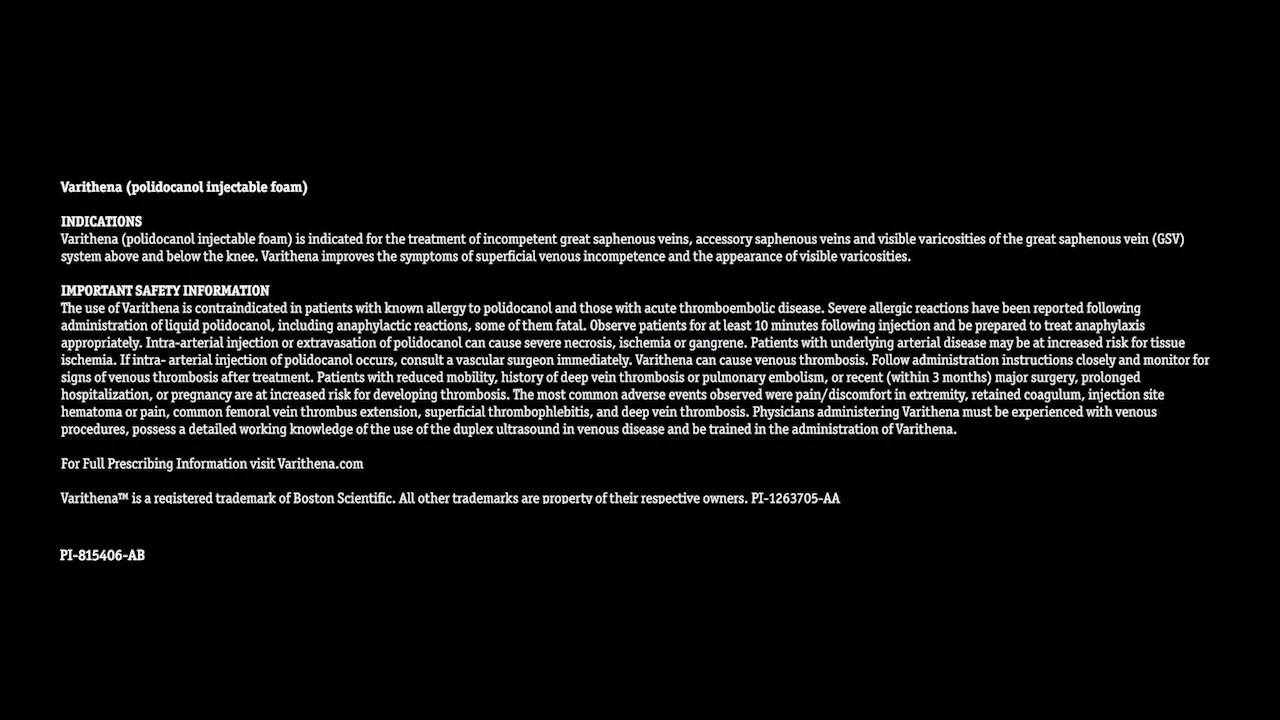 Varithena (polidocanol injectable foam)
INDICATIONS
Varithena (polidocanol injectable foam) is indicated for the treatment of incompetent great saphenous veins, accessory saphenous veins and visible varicosities of the great saphenous vein (GSV)
system above and below the knee. Varithena improves the symptoms of superficial venous incompetence and the appearance of visible varicosities.
IMPORTANT SAFETY INFORMATION
The use of Varithena is contraindicated in patients with known allergy to polidocanol and those with acute thromboembolic disease. Severe allergic reactions have been reported following
administration of liquid polidocanol, including anaphylactic reactions, some of them fatal. Observe patients for at least 10 minutes following injection and be prepared to treat anaphylaxis
appropriately. Intra-arterial injection or extravasation of polidocanol can cause severe necrosis, ischemia or gangrene. Patients with underlying arterial disease may be at increased risk for tissue
ischemia. If intra- arterial injection of polidocanol occurs, consult a vascular surgeon immediately. Varithena can cause venous thrombosis. Follow administration instructions closely and monitor for
signs of venous thrombosis after treatment. Patients with reduced mobility, history of deep vein thrombosis or pulmonary embolism, or recent (within 3 months) major surgery, prolonged
hospitalization, or pregnancy are at increased risk for developing thrombosis. The most common adverse events observed were pain/discomfort in extremity, retained coagulum, injection site
hematoma or pain, common femoral vein thrombus extension, superficial thrombophlebitis, and deep vein thrombosis. Physicians administering Varithena must be experienced with venous
procedures, possess a detailed working knowledge of the use of the duplex ultrasound in venous disease and be trained in the administration of Varithena.
For Full Prescribing Information visit Varithena.com
Varithena™ is a registered trademark of Boston Scientific. All other trademarks are property of their respective owners. PI-1263705-AA
PI-815406-AB